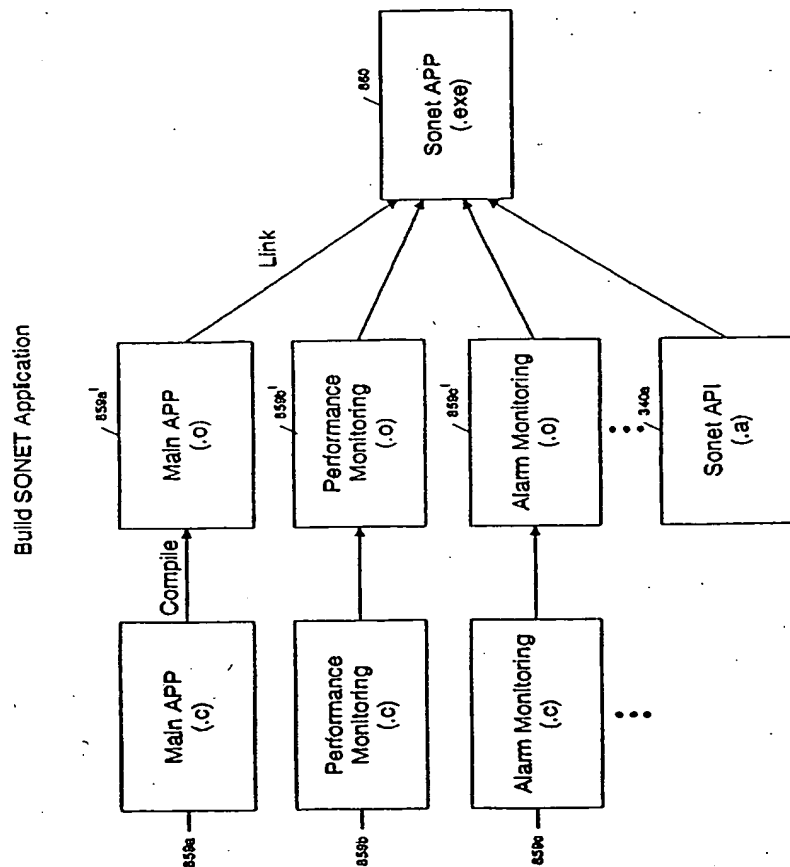 Build SONET Application
859a
Main APP
(.c)
Compile
859a'
Main APP
(.o)
Link
860
Sonet APP
(.exe)
859b
Performance
Monitoring
(.c)
859b'
Performance
Monitoring
(.o)
859c
Alarm Monitoring
(.c)
859c'
Alarm Monitoring
(.o)
340a
Sonet API
(.a)